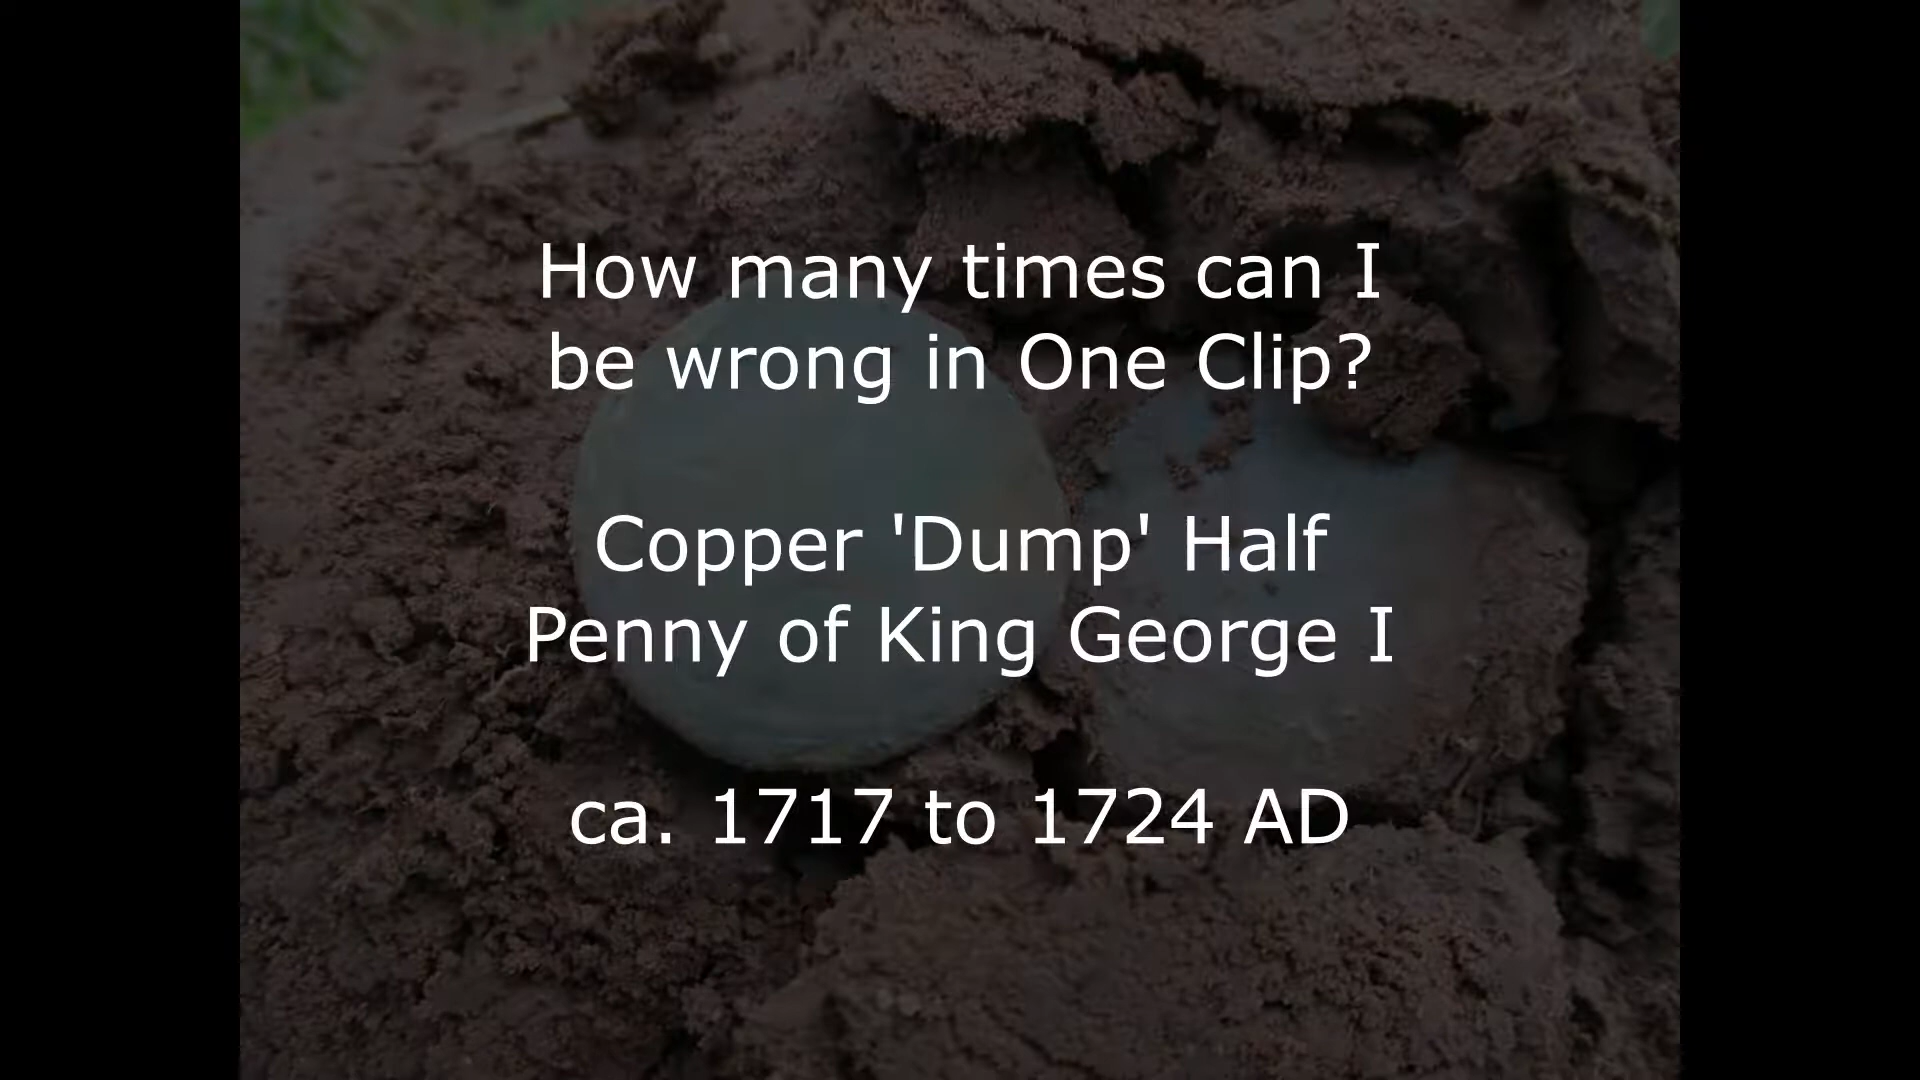 How many times can I
be wrong in One Clip?
Copper 'Dump' Half
Penny of King George I
ca. 1717 to 1724 AD